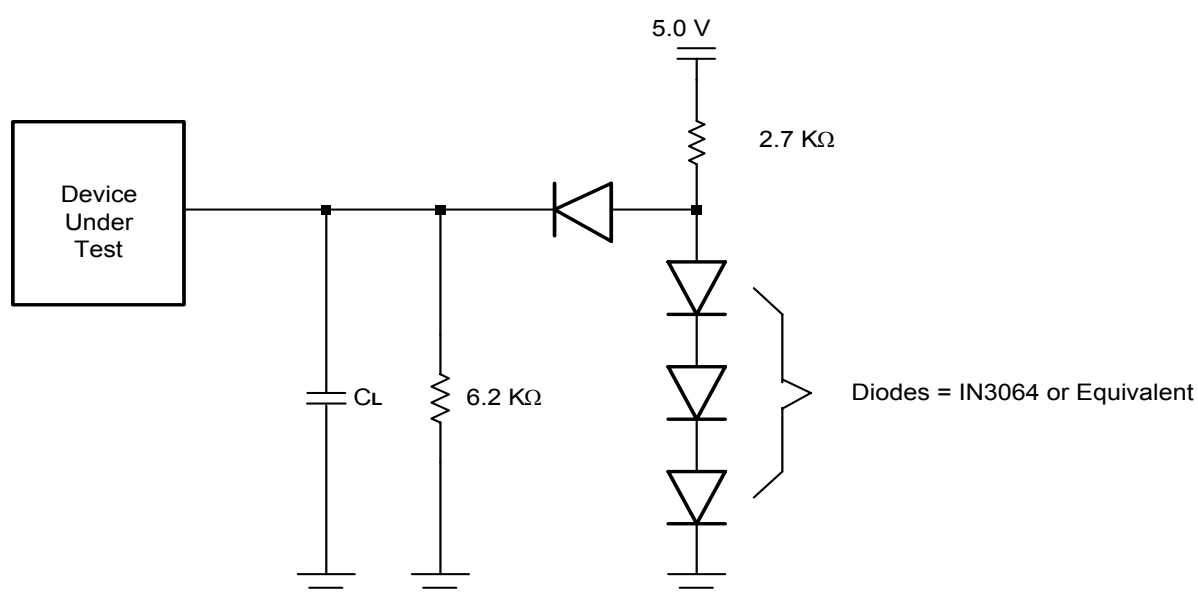 5.0 V
2.7 KΩ
Device
Under
Test
CL
6.2 KΩ
Diodes = IN3064 or Equivalent